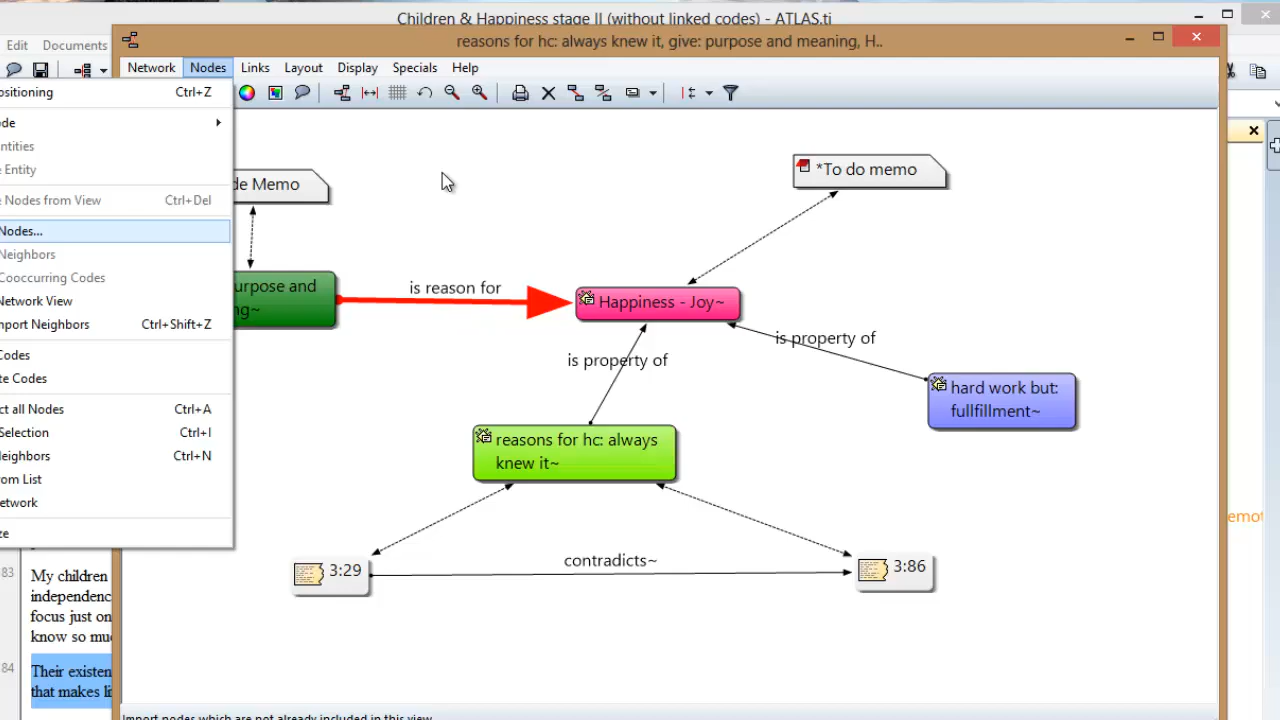 Children & Happiness stage II (without linked codes) - ATLAS.ti
Edit Documents
reasons for hc: always knew it, give: purpose and meaning, H..
Network Nodes Links Layout Display Specials Help
ositioning Ctrl+Z
ode
ntities
Entity
e Nodes from View Ctrl+Del
Nodes...
Neighbors
Cooccurring Codes
Network View
mport Neighbors Ctrl+Shift+Z
Codes
te Codes
ct all Nodes Ctrl+A
Selection Ctrl+I
eighbors Ctrl+N
om List
etwork
ze
de Memo
*To do memo
urpose and
ng~
is reason for
Happiness - Joy~
is property of
is property of
hard work but:
fullfillment~
reasons for hc: always
knew it~
3:29
contradicts~
3:86
emot
83
My children
independenc
focus just on
know so mu
84
Their existen
that makes li
Import nodes which are not already included in this view